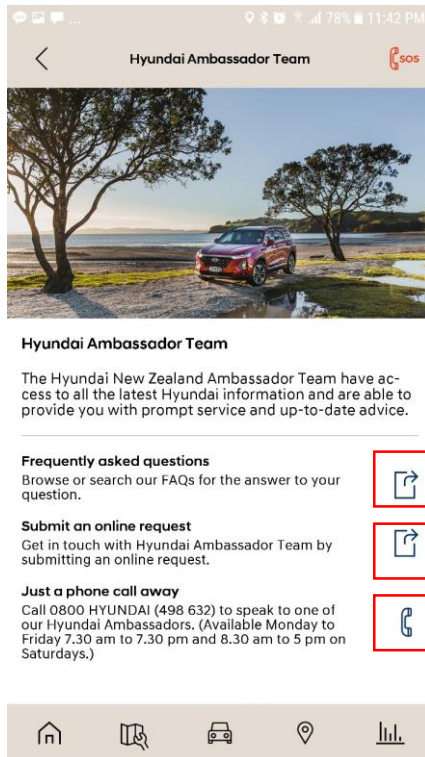 78% 11:42 PM
Hyundai Ambassador Team
SOS
Hyundai Ambassador Team
The Hyundai New Zealand Ambassador Team have ac-
cess to all the latest Hyundai information and are able to
provide you with prompt service and up-to-date advice.
Frequently asked questions
Browse or search our FAQs for the answer to your
question.
Submit an online request
Get in touch with Hyundai Ambassador Team by
submitting an online request.
Just a phone call away
Call 0800 HYUNDAI (498 632) to speak to one of
our Hyundai Ambassadors. (Available Monday to
Friday 7.30 am to 7.30 pm and 8.30 am to 5 pm on
Saturdays.)